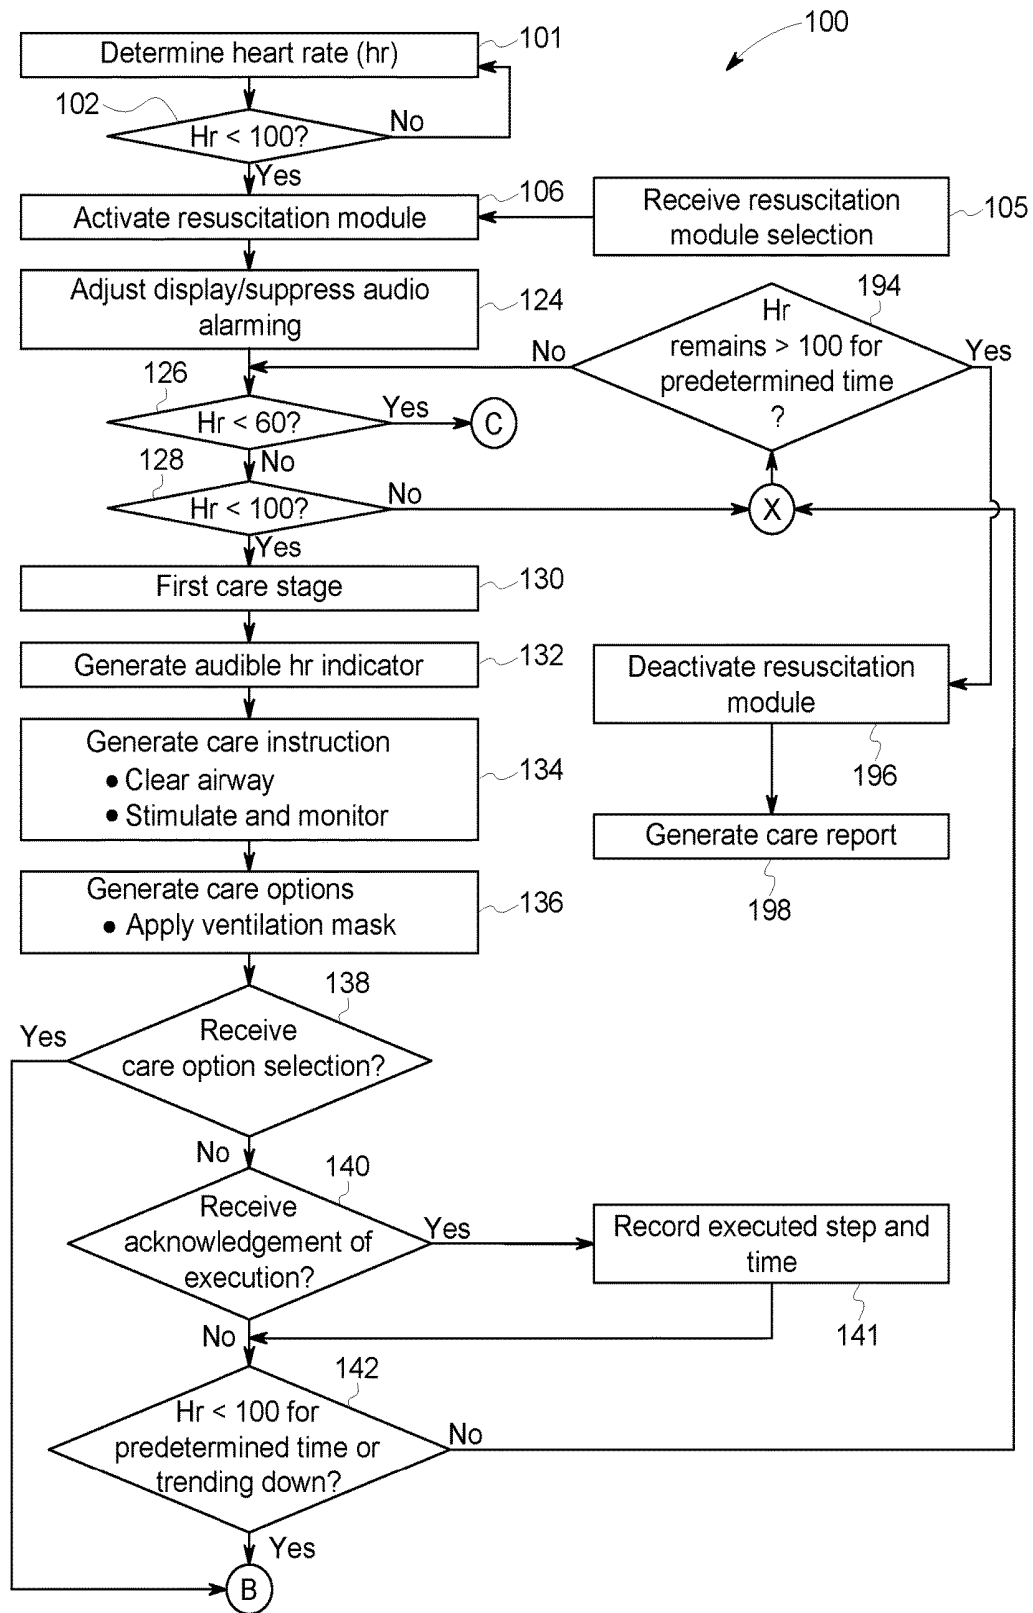 100
Determine heart rate (hr)
101
102
Hr < 100?
No
Yes
Activate resuscitation module
106
Receive resuscitation
module selection
105
Adjust display/suppress audio
alarming
124
194
Hr
remains > 100 for
predetermined time
?
No
Yes
126
Hr < 60?
Yes
C
No
128
Hr < 100?
No
X
Yes
First care stage
130
Generate audible hr indicator
132
Deactivate resuscitation
module
196
Generate care instruction
• Clear airway
• Stimulate and monitor
134
Generate care report
198
Generate care options
• Apply ventilation mask
136
138
Yes
Receive
care option selection?
No
140
Receive
acknowledgement of
execution?
Yes
Record executed step and
time
141
No
142
Hr < 100 for
predetermined time or
trending down?
No
Yes
B